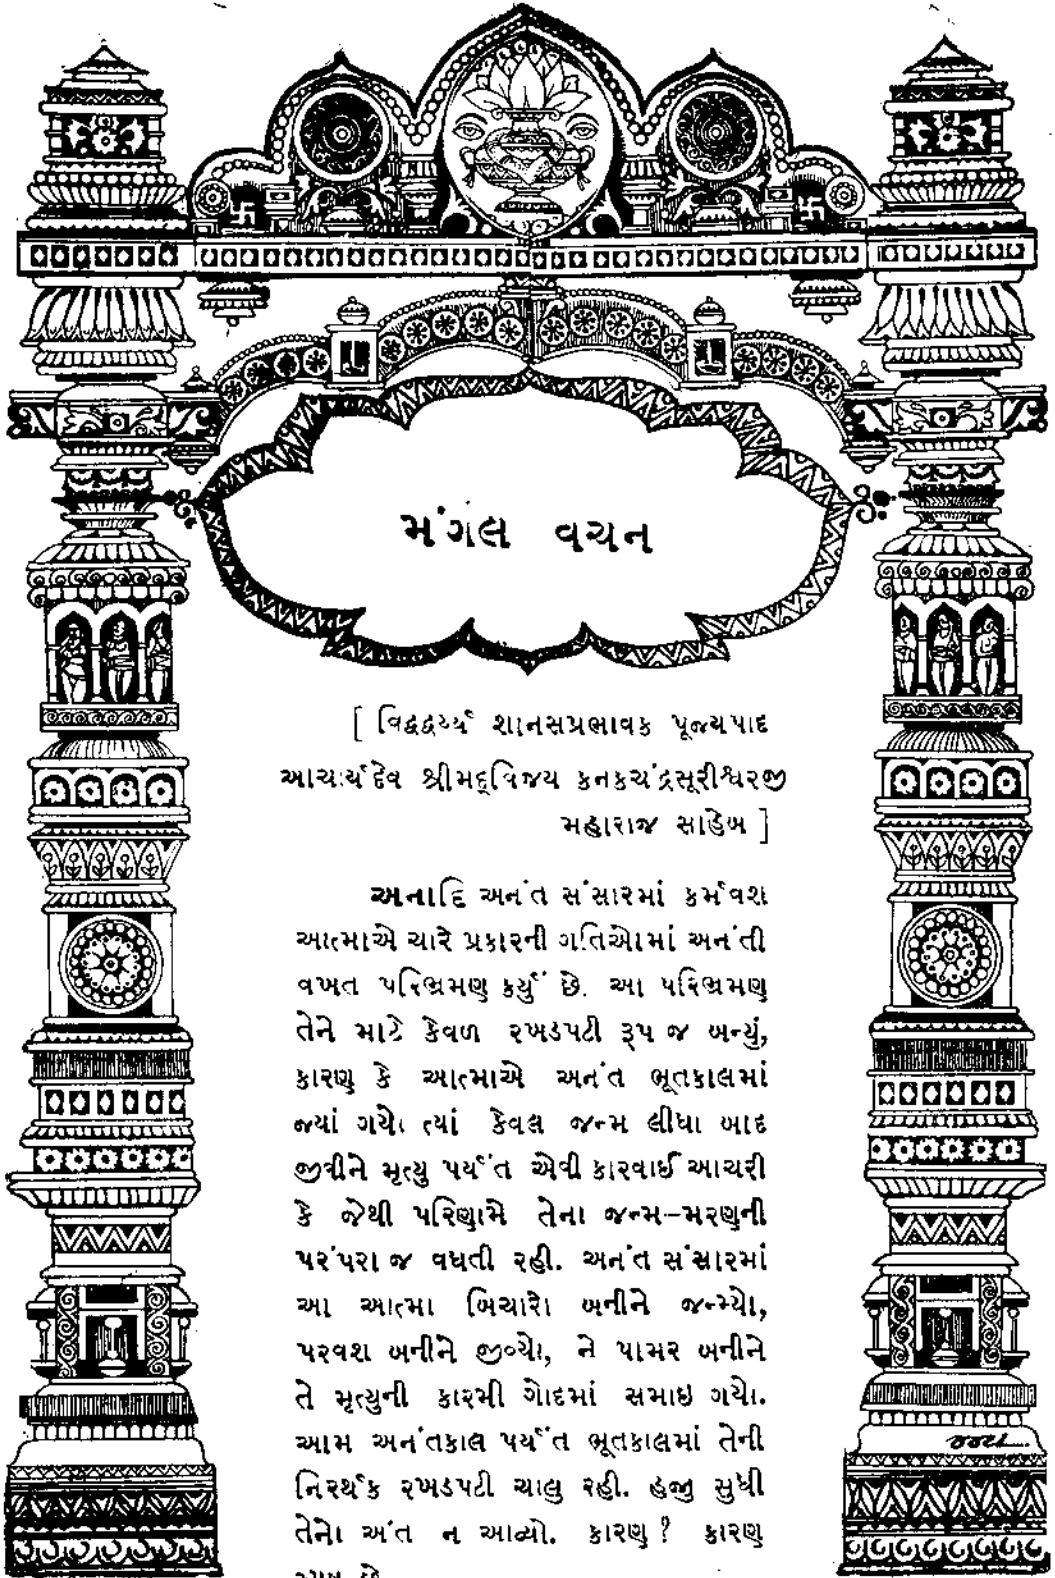 મંગલ વચન
[ વિદ્વદ્વર્ય્ય શાનસપ્રભાવક પૂજ્યપાદ
આચાર્યદેવ શ્રીમદ્વિજય કનકચંદ્રસૂરીશ્વરજી
મહારાજ સાહેબ ]
અનાદિ અનંત સંસારમાં કર્મવશ
આત્માએ ચારે પ્રકારની ગતિઓમાં અનંતી
વખત પરિભ્રમણ કર્યું છે. આ પરિભ્રમણ
તેને માટે કેવળ રખડપટી રૂપ જ બન્યું,
કારણ કે આત્માએ અનંત ભૂતકાલમાં
જ્યાં ગયો ત્યાં કેવલ જન્મ લીધા બાદ
જીવીને મૃત્યુ પર્યંત એવી કારવાઈ આચરી
કે જેથી પરિણામે તેના જન્મ-મરણની
પરંપરા જ વધતી રહી. અનંત સંસારમાં
આ આત્મા બિચારો બનીને જન્મ્યો,
પરવશ બનીને જીવ્યો, ને પામર બનીને
તે મૃત્યુની કારમી ગોદમાં સમાઇ ગયો.
આમ અનંતકાલ પર્યંત ભૂતકાલમાં તેની
નિરર્થક રખડપટી ચાલુ રહી. હજી સુધી
તેનો અંત ન આવ્યો. કારણ ? કારણ